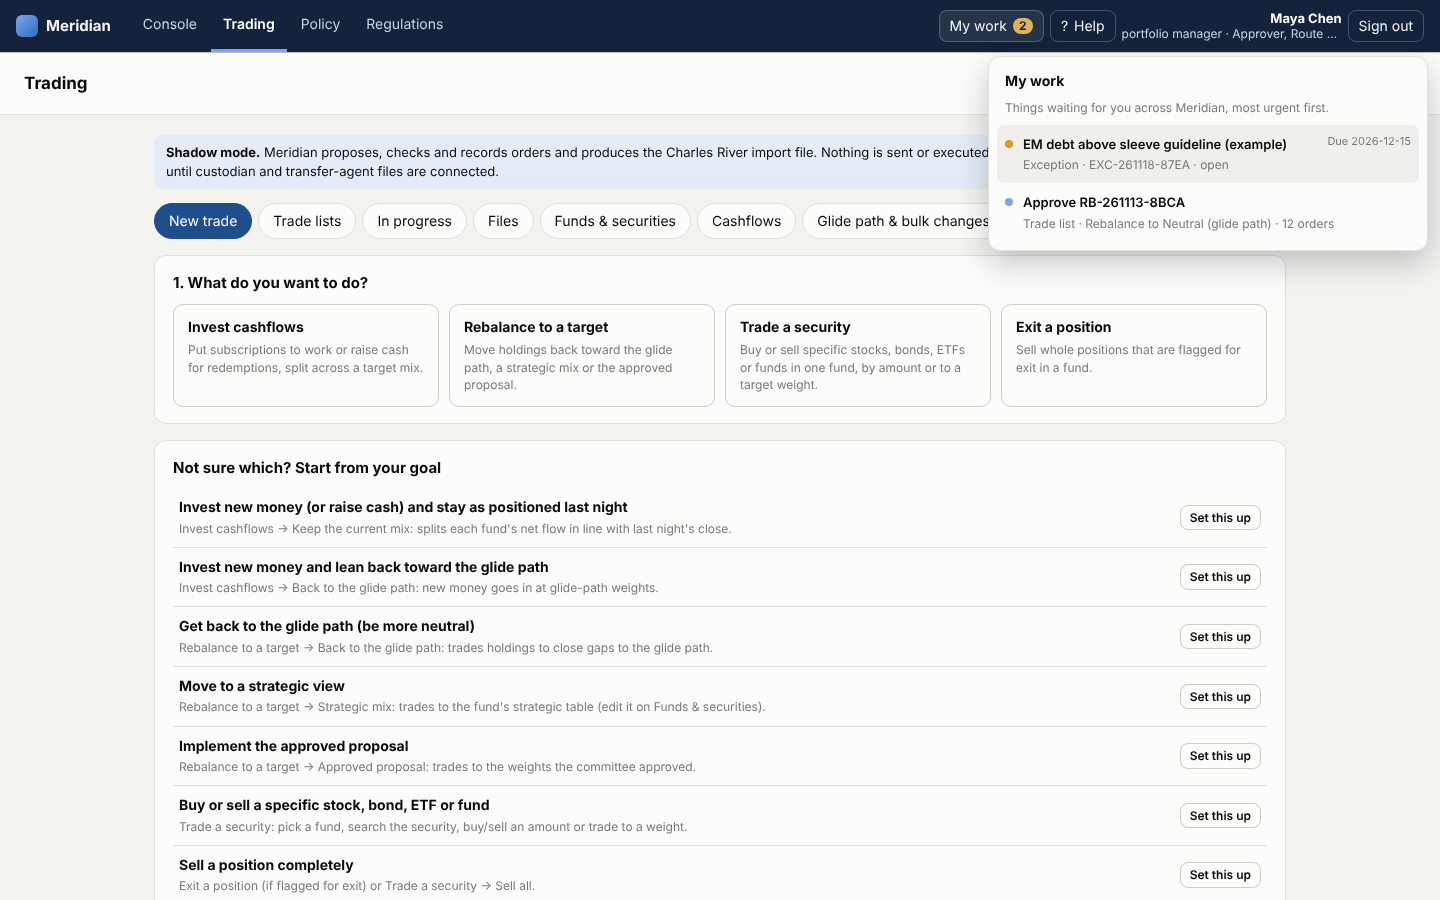 Meridian
Console
Trading
Policy
Regulations
My work 2
? Help
Maya Chen
portfolio manager · Approver, Route ...
Sign out
Trading
My work
Things waiting for you across Meridian, most urgent first.
EM debt above sleeve guideline (example)
Due 2026-12-15
Exception · EXC-261118-87EA · open
Approve RB-261113-8BCA
Trade list · Rebalance to Neutral (glide path) · 12 orders
Shadow mode. Meridian proposes, checks and records orders and produces the Charles River import file. Nothing is sent or executed
until custodian and transfer-agent files are connected.
New trade
Trade lists
In progress
Files
Funds & securities
Cashflows
Glide path & bulk changes
1. What do you want to do?
Invest cashflows
Put subscriptions to work or raise cash
for redemptions, split across a target mix.
Rebalance to a target
Move holdings back toward the glide
path, a strategic mix or the approved
proposal.
Trade a security
Buy or sell specific stocks, bonds, ETFs
or funds in one fund, by amount or to a
target weight.
Exit a position
Sell whole positions that are flagged for
exit in a fund.
Not sure which? Start from your goal
Invest new money (or raise cash) and stay as positioned last night
Invest cashflows → Keep the current mix: splits each fund's net flow in line with last night's close.
Set this up
Invest new money and lean back toward the glide path
Invest cashflows → Back to the glide path: new money goes in at glide-path weights.
Set this up
Get back to the glide path (be more neutral)
Rebalance to a target → Back to the glide path: trades holdings to close gaps to the glide path.
Set this up
Move to a strategic view
Rebalance to a target → Strategic mix: trades to the fund's strategic table (edit it on Funds & securities).
Set this up
Implement the approved proposal
Rebalance to a target → Approved proposal: trades to the weights the committee approved.
Set this up
Buy or sell a specific stock, bond, ETF or fund
Trade a security: pick a fund, search the security, buy/sell an amount or trade to a weight.
Set this up
Sell a position completely
Exit a position (if flagged for exit) or Trade a security → Sell all.
Set this up